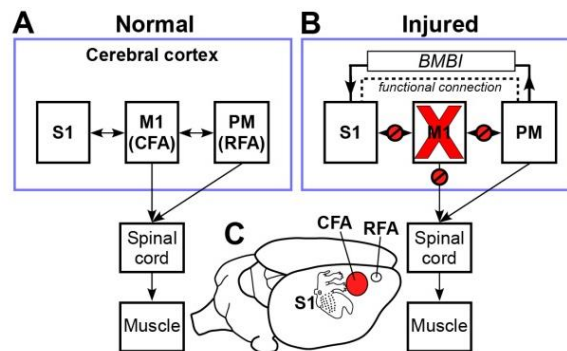 A Normal
Cerebral cortex
S1
M1
(CFA)
PM
(RFA)
Spinal
cord
Muscle
B Injured
BMBI
functional connection
S1
M1
PM
Spinal
cord
Muscle
C
CFA
RFA
S1